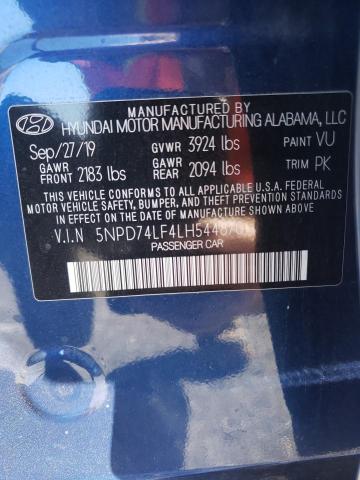 MANUFACTURED BY
HYUNDAI MOTOR MANUFACTURING ALABAMA, LLC
Sep/27/19 GVWR 3924 lbs PAINT VU
GAWR FRONT 2183 lbs GAWR REAR 2094 lbs TRIM PK
THIS VEHICLE CONFORMS TO ALL APPLICABLE U.S.A. FEDERAL
MOTOR VEHICLE SAFETY, BUMPER, AND THEFT PREVENTION STANDARDS
IN EFFECT ON THE DATE OF MANUFACTURE SHOWN ABOVE.
V.I.N
PASSENGER CAR